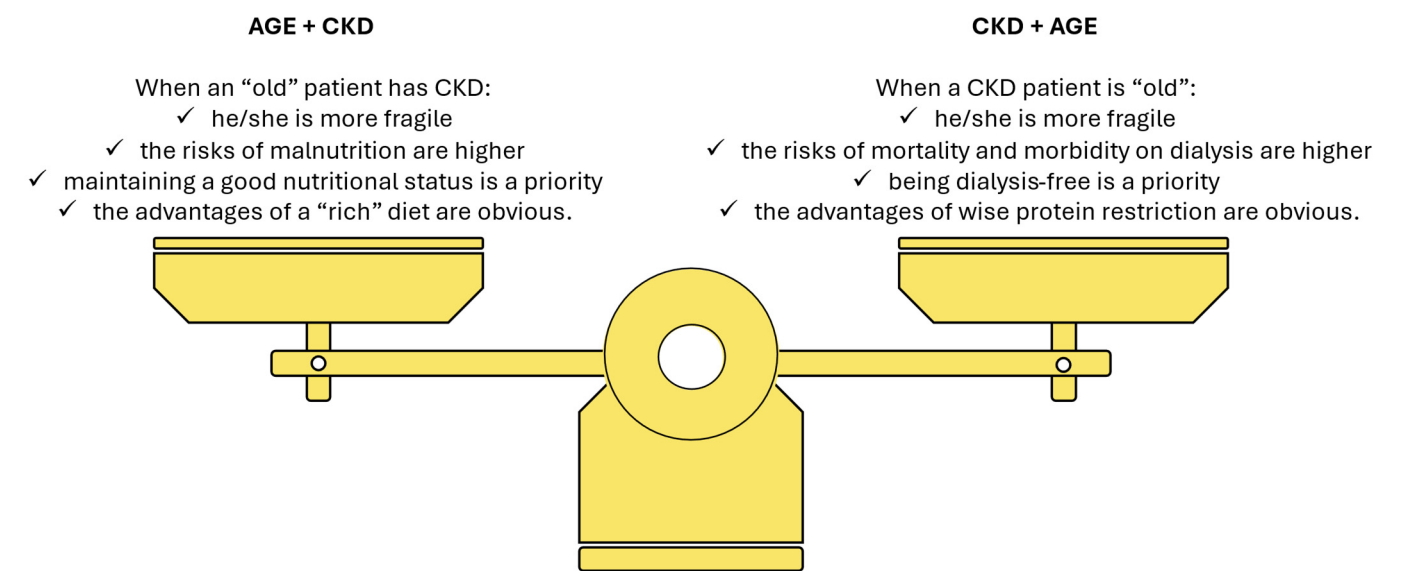 AGE + CKD
When an “old” patient has CKD:
✓ he/she is more fragile
✓ the risks of malnutrition are higher
✓ maintaining a good nutritional status is a priority
✓ the advantages of a “rich” diet are obvious.
CKD + AGE
When a CKD patient is “old”:
✓ he/she is more fragile
✓ the risks of mortality and morbidity on dialysis are higher
✓ being dialysis-free is a priority
✓ the advantages of wise protein restriction are obvious.